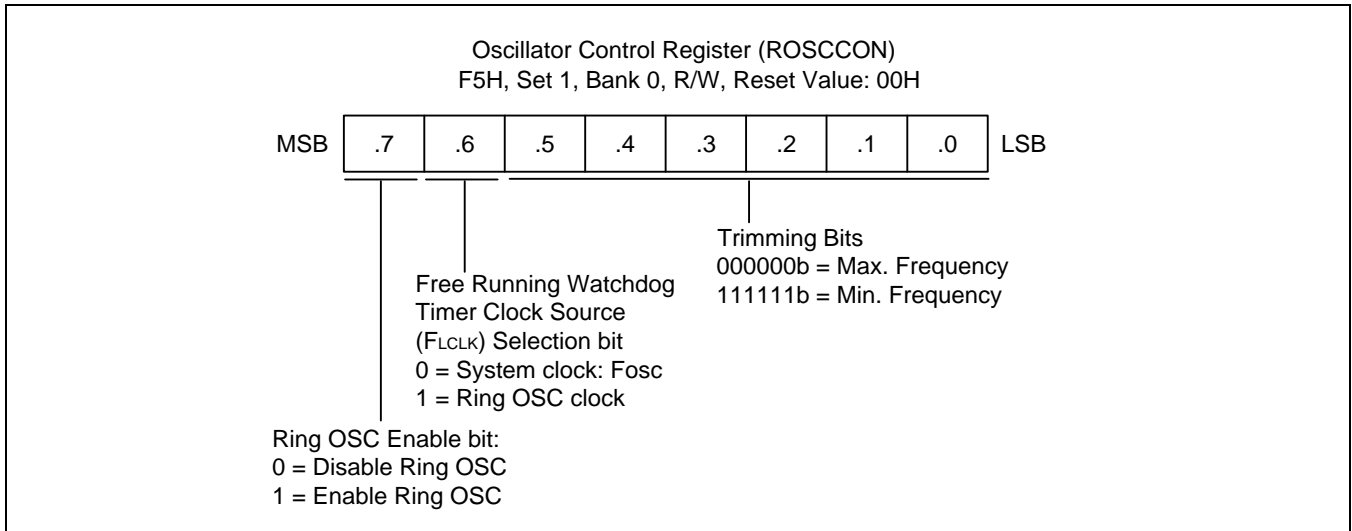 Oscillator Control Register (ROSCCON)
F5H, Set 1, Bank 0, R/W, Reset Value: 00H
MSB .7 .6 .5 .4 .3 .2 .1 .0 LSB
Trimming Bits
000000b = Max. Frequency
111111b = Min. Frequency
Free Running Watchdog
Timer Clock Source
(FLCLK) Selection bit
0 = System clock: Fosc
1 = Ring OSC clock
Ring OSC Enable bit:
0 = Disable Ring OSC
1 = Enable Ring OSC